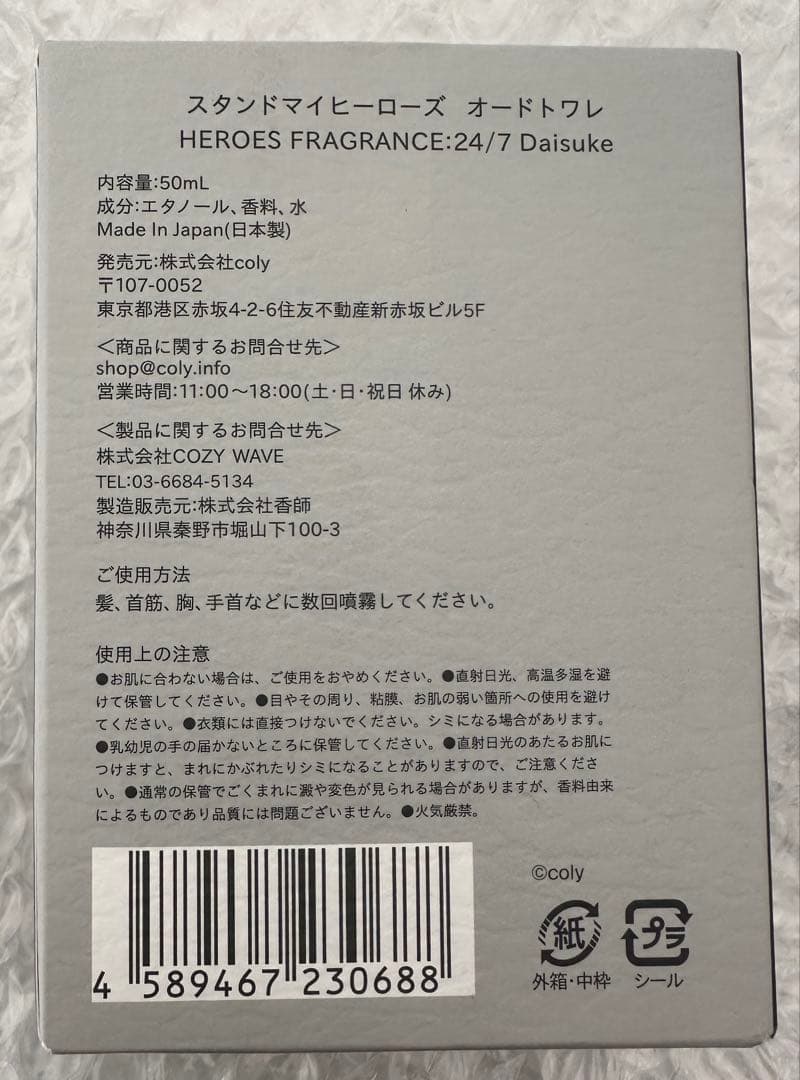 スタンドマイヒーローズ オードトワレ
HEROES FRAGRANCE:24/7 Daisuke
内容量:50mL
成分:エタノール、香料、水
Made In Japan(日本製)
発売元:株式会社coly
〒107-0052
東京都港区赤坂4-2-6住友不動産新赤坂ビル5F
＜商品に関するお問合せ先＞
shop@coly.info
営業時間:11:00～18:00(土・日・祝日 休み)
＜製品に関するお問合せ先＞
株式会社COZY WAVE
TEL:03-6684-5134
製造販売元:株式会社香師
神奈川県秦野市堀山下100-3
ご使用方法
髪、首筋、胸、手首などに数回噴霧してください。
使用上の注意
●お肌に合わない場合は、ご使用をおやめください。●直射日光、高温多湿を避
けて保管してください。●目やその周り、粘膜、お肌の弱い箇所への使用を避け
てください。●衣類には直接つけないでください。シミになる場合があります。
●乳幼児の手の届かないところに保管してください。●直射日光のあたるお肌に
つけますと、まれにかぶれたりシミになることがありますので、ご注意くださ
い。●通常の保管でごくまれに澱や変色が見られる場合がありますが、香料由来
によるものであり品質には問題ございません。●火気厳禁。
4 589467 230688
©coly
紙 プラ
外箱・中枠 シール